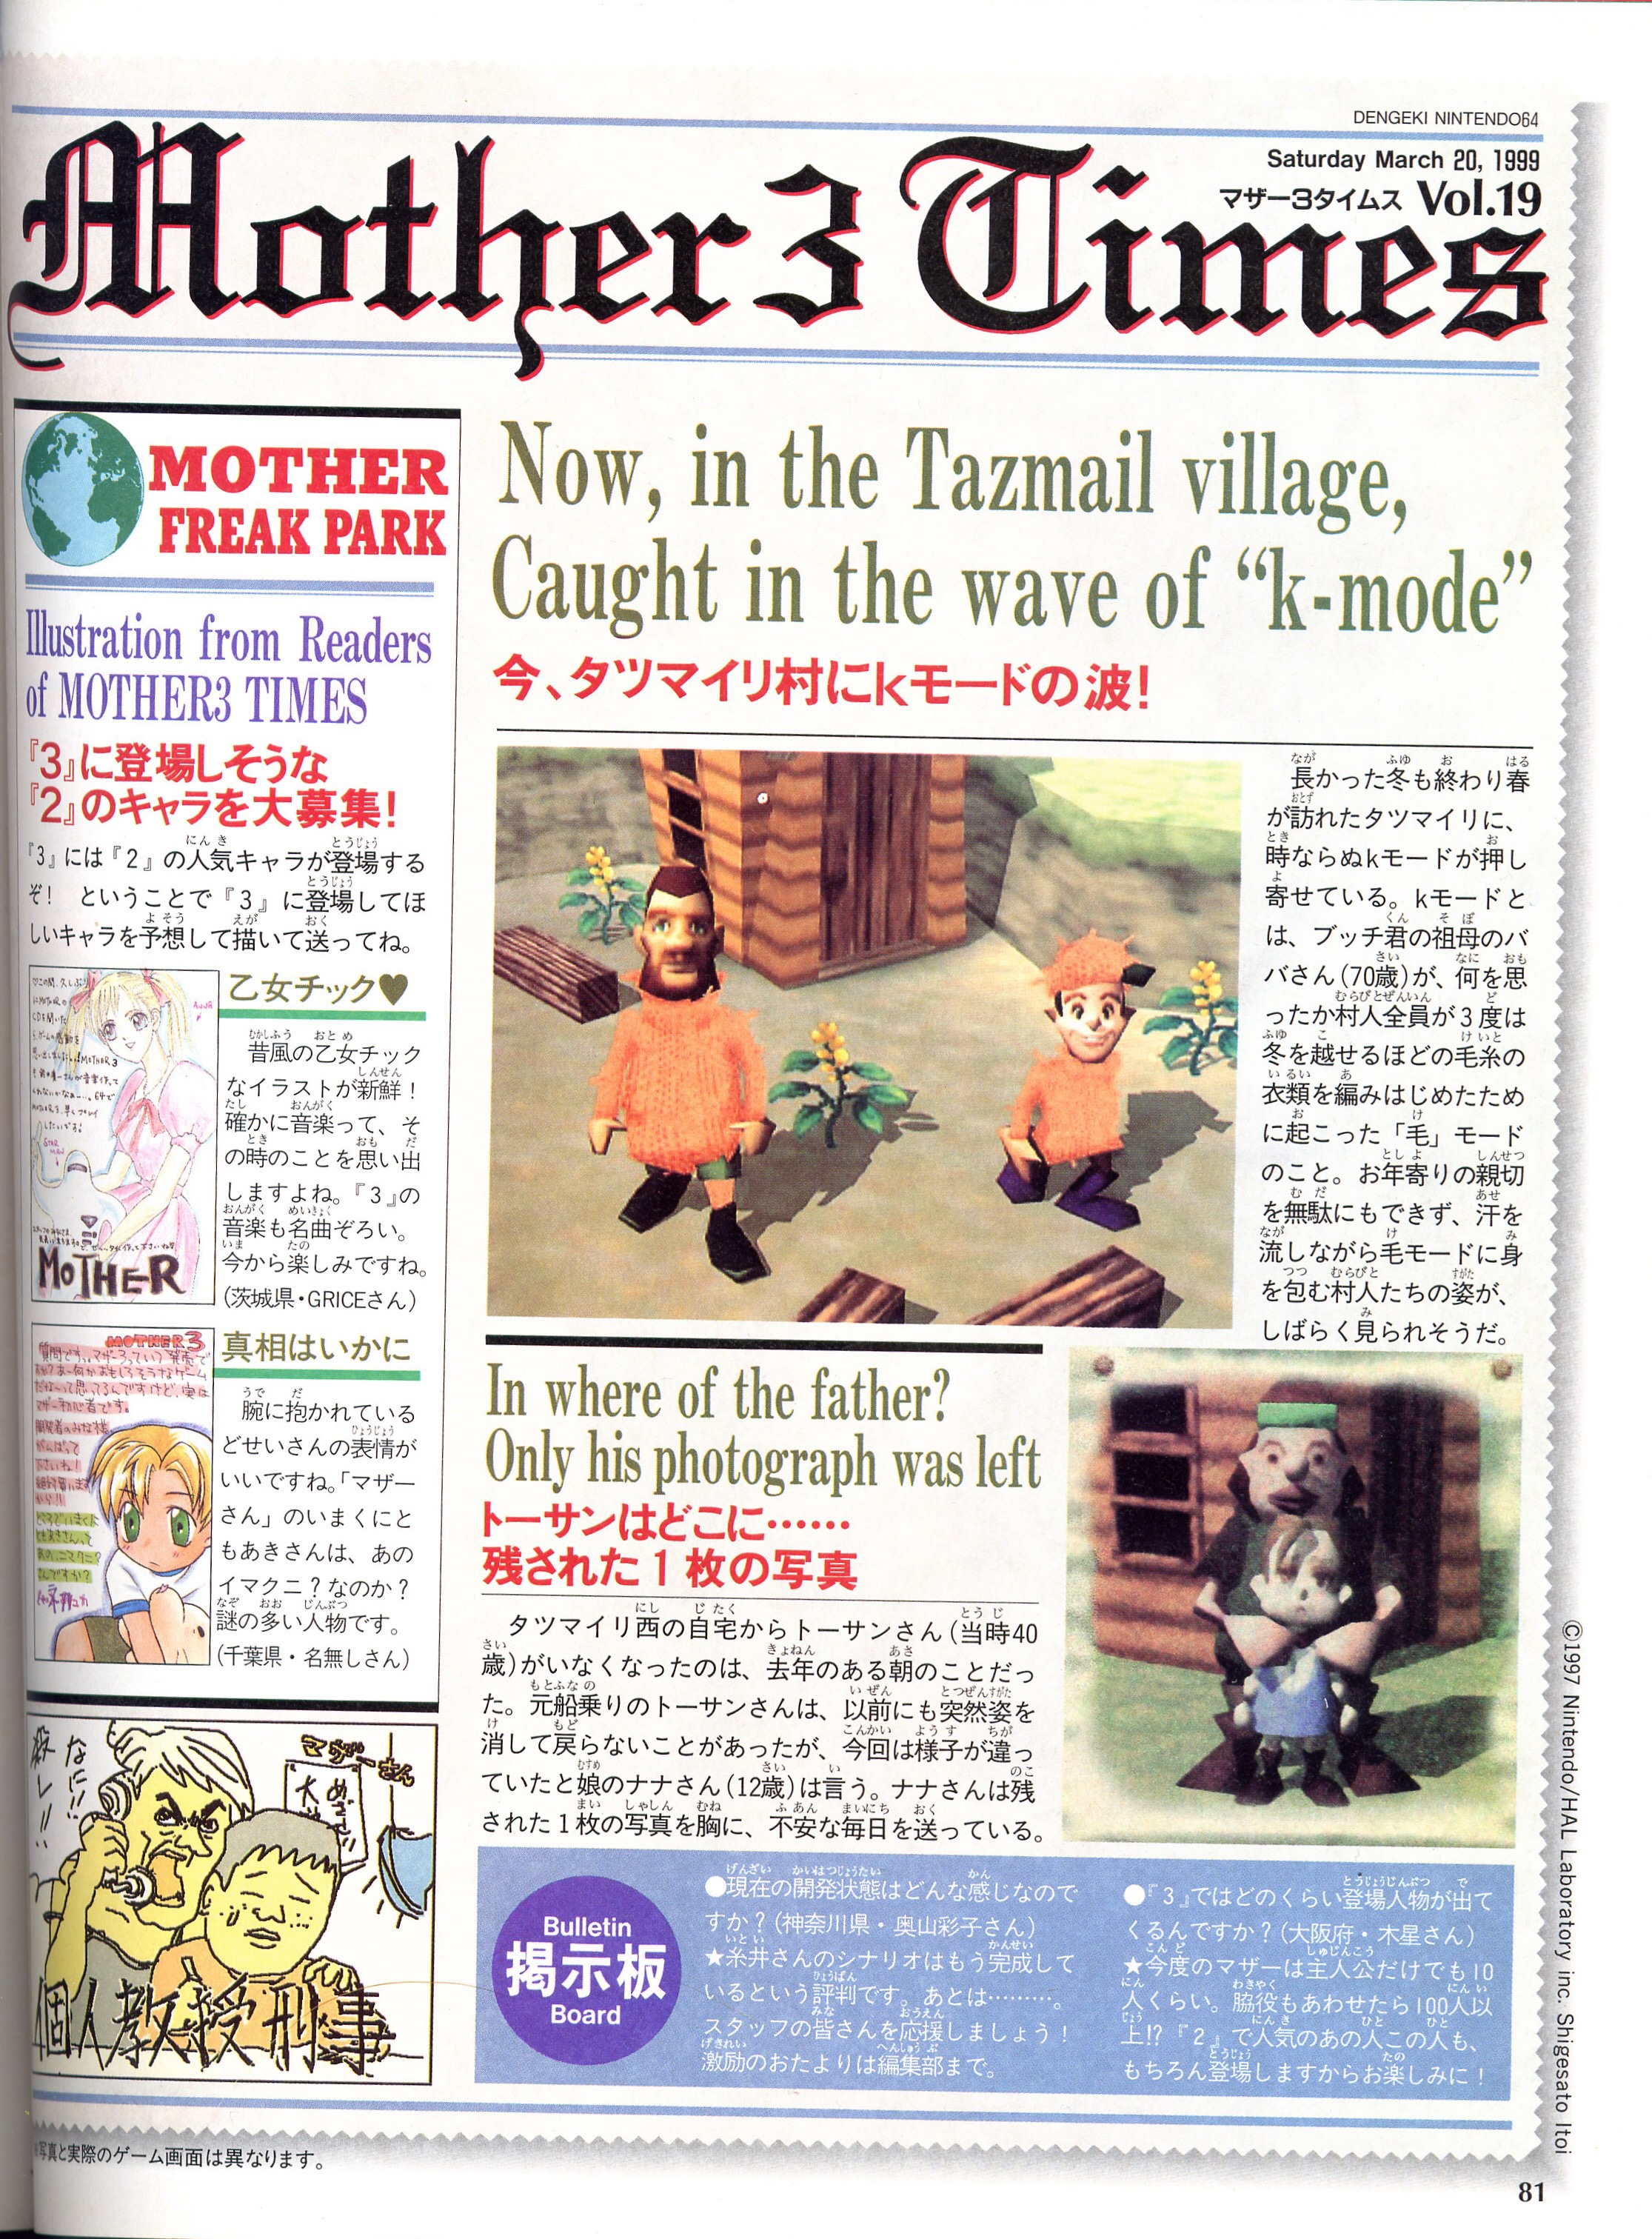 DENGEKI NINTENDO64
Saturday March 20, 1999
マザー3タイムス Vol.19
Mother 3 Times
MOTHER
FREAK PARK
Illustration from Readers
of MOTHER3 TIMES
『3』に登場しそうな
『2』のキャラを大募集!
『3』には『2』の人気キャラが登場する
ぞ! ということで『3』に登場してほ
しいキャラを予想して描いて送ってね。
乙女チック♥
昔風の乙女チック
なイラストが新鮮!
確かに音楽って、そ
の時のことを思い出
しますよね。『3』の
音楽も名曲ぞろい。
今から楽しみですね。
(茨城県・GRICEさん)
MOTHER
MOTHER3
真相はいかに
腕に抱かれている
どせいさんの表情が
いいですね。「マザー
さん」のいまくにと
もあきさんは、あの
イマクニ?なのか?
謎の多い人物です。
(千葉県・名無しさん)
なに!!
殺し!!
マザーさん
個人教授刑事
Now, in the Tazmail village,
Caught in the wave of “k-mode”
今、タツマイリ村にkモードの波!
長かった冬も終わり春
が訪れたタツマイリに、
時ならぬkモードが押し
寄せている。kモードと
は、ブッチ君の祖母のバ
バさん(70歳)が、何を思
ったか村人全員が3度は
冬を越せるほどの毛糸の
衣類を編みはじめたため
に起こった「毛」モード
のこと。お年寄りの親切
を無駄にもできず、汗を
流しながら毛モードに身
を包む村人たちの姿が、
しばらく見られそうだ。
In where of the father?
Only his photograph was left
トーサンはどこに……
残された1枚の写真
タツマイリ西の自宅からトーサンさん(当時40
歳)がいなくなったのは、去年のある朝のことだっ
た。元船乗りのトーサンさんは、以前にも突然姿を
消して戻らないことがあったが、今回は様子が違っ
ていたと娘のナナさん(12歳)は言う。ナナさんは残
された1枚の写真を胸に、不安な毎日を送っている。
Bulletin
掲示板
Board
●現在の開発状態はどんな感じなので
すか?(神奈川県・奥山彩子さん)
★糸井さんのシナリオはもう完成して
いるという評判です。あとは………。
スタッフの皆さんを応援しましょう!
激励のおたよりは編集部まで。
●『3』ではどのくらい登場人物が出て
くるんですか?(大阪府・木星さん)
★今度のマザーは主人公だけでも10
人くらい。脇役もあわせたら100人以
上!?『2』で人気のあの人この人も、
もちろん登場しますからお楽しみに!
©1997 Nintendo/HAL Laboratory inc. Shigesato Itoi
※写真と実際のゲーム画面は異なります。
81